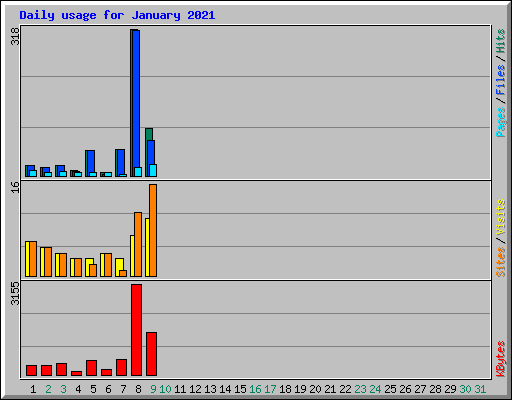 Daily usage for January 2021
318
Pages / Files / Hits
16
Sites / Visits
3155
KBytes
1 2 3 4 5 6 7 8 9 10 11 12 13 14 15 16 17 18 19 20 21 22 23 24 25 26 27 28 29 30 31